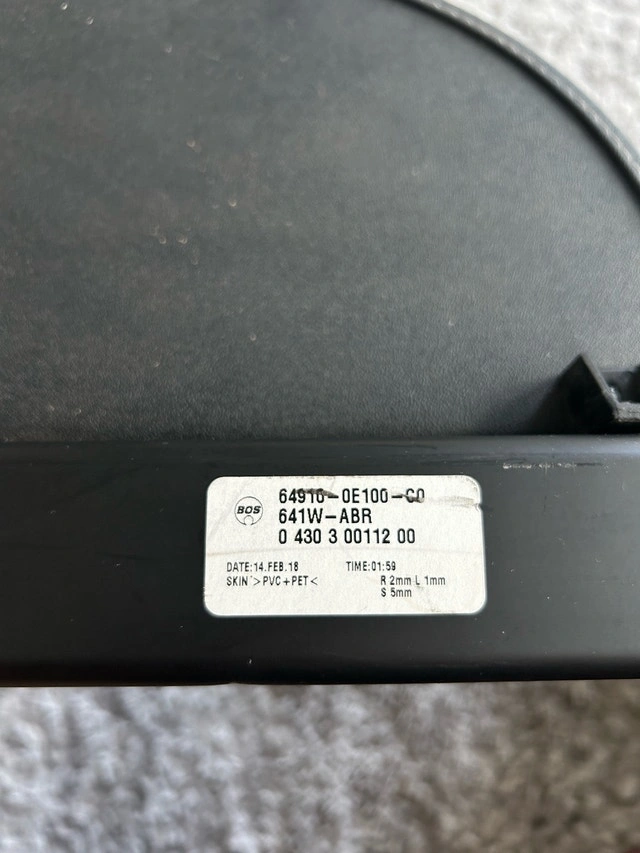 BOS
64910-0E100-C0
641W-ABR
0 430 3 00112 00
DATE:14.FEB.18 TIME:01:59
SKIN >PVC+PET< R 2mm L 1mm
S 5mm